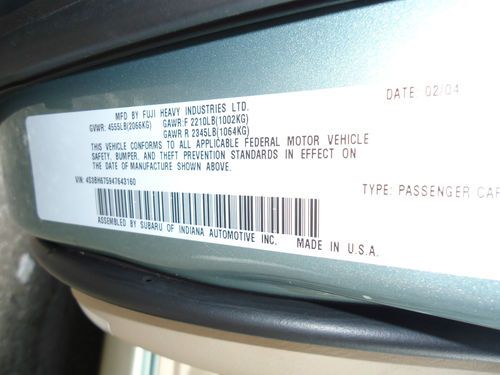 MFD BY FUJI HEAVY INDUSTRIES LTD. DATE: 02/04
GVWR: 4555LB(2066KG) GAWR:F 2210LB(1002KG)
GAWR R 2345LB(1064KG)
THIS VEHICLE CONFORMS TO ALL APPLICABLE FEDERAL MOTOR VEHICLE
SAFETY, BUMPER, AND THEFT PREVENTION STANDARDS IN EFFECT ON
THE DATE OF MANUFACTURE SHOWN ABOVE.
VIN: 4S3BH675947643160 TYPE: PASSENGER CAR
ASSEMBLED BY SUBARU OF INDIANA AUTOMOTIVE INC. MADE IN U.S.A.